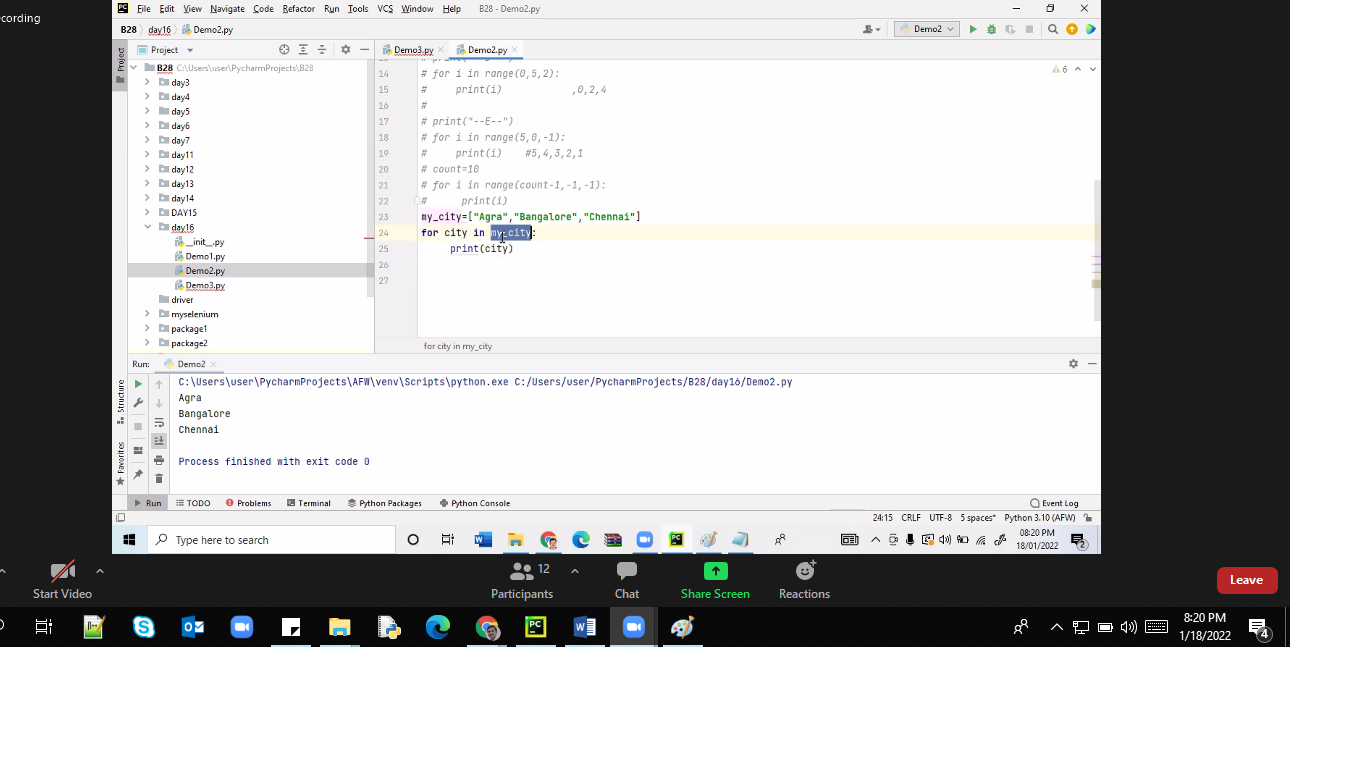 ecording
File Edit View Navigate Code Refactor Run Tools VCS Window Help B28 - Demo2.py
B28 day16 Demo2.py
Demo2
Project
Demo3.py
Demo2.py
B28 C:\Users\user\PycharmProjects\B28
day3
day4
day5
day6
day7
day11
day12
day13
day14
DAY15
day16
__init__.py
Demo1.py
Demo2.py
Demo3.py
driver
myselenium
package1
package2
6
14 # for i in range(0,5,2):
15 #     print(i)            ,0,2,4
16 #
17 # print("--E--")
18 # for i in range(5,0,-1):
19 #     print(i)    #5,4,3,2,1
20 # count=10
21 # for i in range(count-1,-1,-1):
22 #      print(i)
23 my_city=["Agra","Bangalore","Chennai"]
24 for city in my_city:
25      print(city)
26
27
for city in my_city
Project
Structure
Favorites
Run: Demo2
C:\Users\user\PycharmProjects\AFW\venv\Scripts\python.exe C:/Users/user/PycharmProjects/B28/day16/Demo2.py
Agra
Bangalore
Chennai
Process finished with exit code 0
Run TODO Problems Terminal Python Packages Python Console Event Log
24:15 CRLF UTF-8 5 spaces* Python 3.10 (AFW)
Type here to search
08:20 PM
18/01/2022
2
Start Video
12
Participants
Chat
Share Screen
Reactions
Leave
8:20 PM
1/18/2022
4